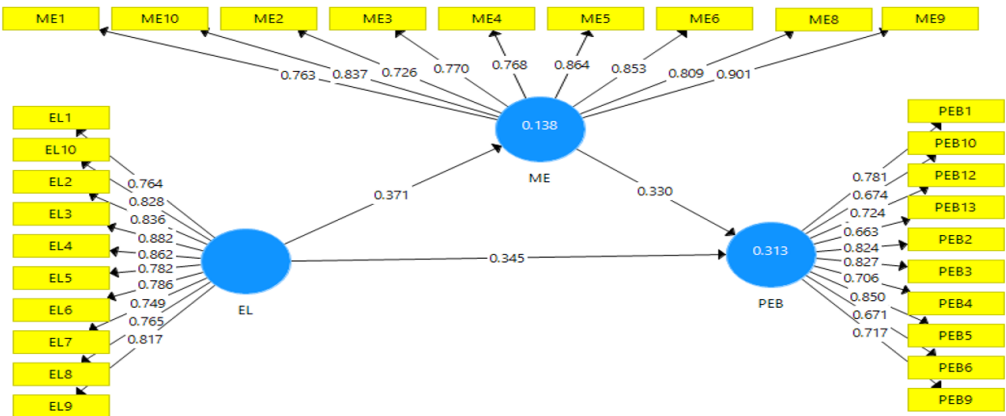 ME1 ME10 ME2 ME3 ME4 ME5 ME6 ME8 ME9
0.763 0.837 0.726 0.770 0.768 0.864 0.853 0.809 0.901
0.138
ME
EL1
EL10
EL2
EL3
EL4
EL5
EL6
EL7
EL8
EL9
0.764
0.828
0.836
0.882
0.862
0.782
0.786
0.749
0.765
0.817
EL
0.371
0.330
0.345
0.313
PEB
0.781
0.674
0.724
0.663
0.824
0.827
0.706
0.850
0.671
0.717
PEB1
PEB10
PEB12
PEB13
PEB2
PEB3
PEB4
PEB5
PEB6
PEB9